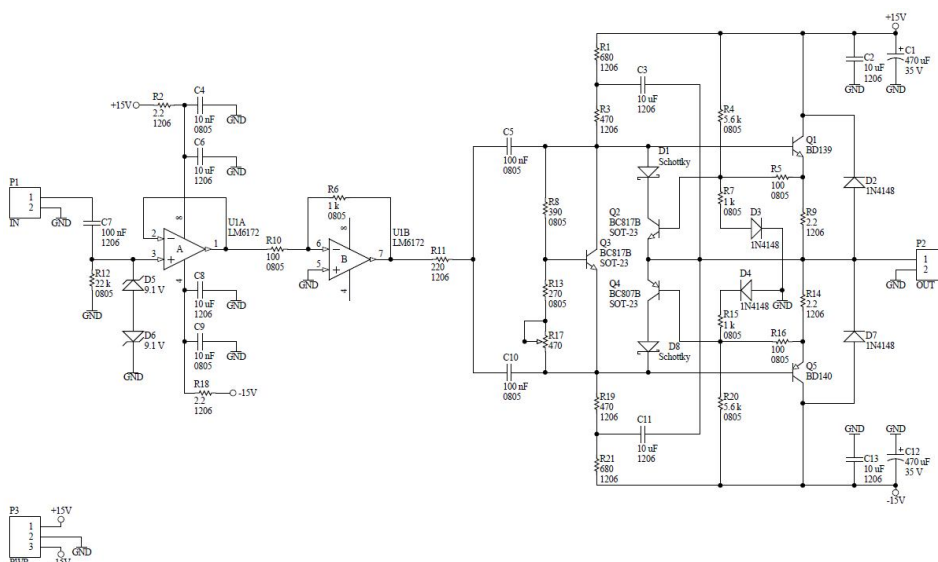 P1
1
2
IN
GND
C7
100 nF
1206
R12
22 k
0805
GND
D5
9.1 V
D6
9.1 V
GND
+15V
R2
2.2
1206
C4
10 nF
0805
GND
C6
10 uF
1206
GND
U1A
LM6172
8
2
3
A
1
4
C8
10 uF
1206
GND
C9
10 nF
0805
GND
R18
2.2
1206
-15V
R10
100
0805
R6
1 k
0805
U1B
LM6172
8
6
5
B
7
4
GND
R11
220
1206
C5
100 nF
0805
C10
100 nF
0805
R8
390
0805
R13
270
0805
R17
470
R1
680
1206
R3
470
1206
C3
10 uF
1206
Q3
BC817B
SOT-23
R19
470
1206
R21
680
1206
C11
10 uF
1206
D1
Schottky
Q2
BC817B
SOT-23
Q4
BC807B
SOT-23
D8
Schottky
R4
5.6 k
0805
R7
1 k
0805
D3
1N4148
D4
1N4148
GND
R15
1 k
0805
R20
5.6 k
0805
R5
100
0805
R16
100
0805
Q1
BD139
R9
2.2
1206
R14
2.2
1206
Q5
BD140
D2
1N4148
D7
1N4148
+15V
C2
10 uF
1206
GND
C1
470 uF
35 V
GND
P2
1
2
OUT
GND
GND
GND
C13
10 uF
1206
C12
470 uF
35 V
-15V
P3
1
2
3
PWR
+15V
GND
-15V